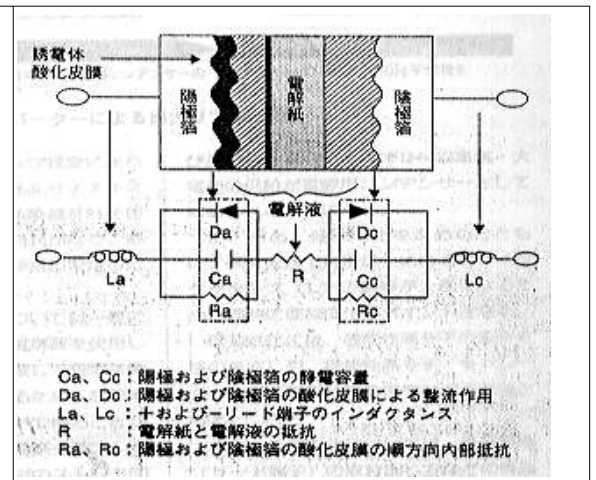 誘電体
酸化皮膜
陽極箔
電解紙
陰極箔
電解液
Da
Dc
La
Ca
R
Cc
Lc
Ra
Rc
Ca、Cc：陽極および陰極箔の静電容量
Da、Dc：陽極および陰極箔の酸化皮膜による整流作用
La、Lc：＋および−リード端子のインダクタンス
R ：電解紙と電解液の抵抗
Ra、Rc：陽極および陰極箔の酸化皮膜の順方向内部抵抗